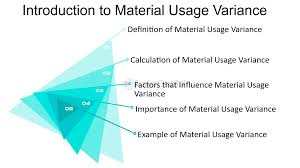 Introduction to Material Usage Variance
Definition of Material Usage Variance
Calculation of Material Usage Variance
Factors that Influence Material Usage
Variance
Importance of Material Usage Variance
Example of Material Usage Variance